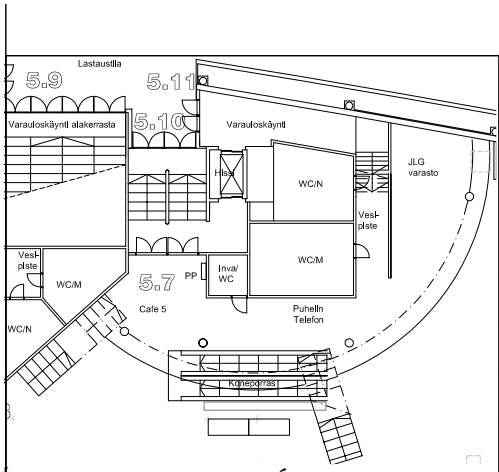 Lastaustila
5.9
5.11
Varauloskäynti alakerrasta
5.10
Varauloskäynti
Hissi
WC/N
JLG
varasto
Vesi-
piste
Vesi-
piste
WC/M
5.7
PP
Inva/
WC
WC/M
Cafe 5
Puhelin
Telefon
WC/N
Koneporras